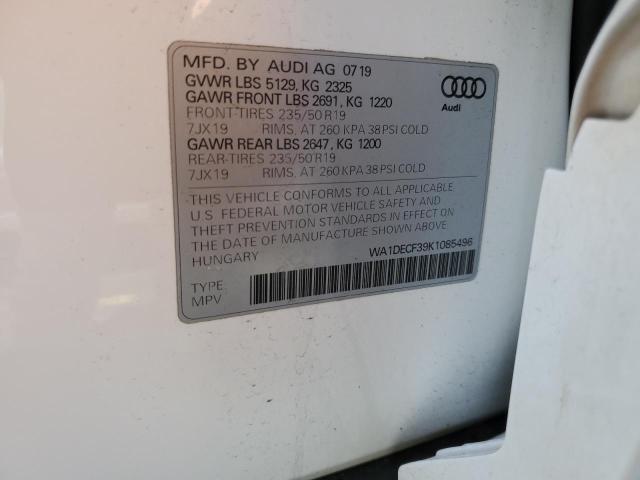 MFD. BY AUDI AG 07 19
GVWR LBS 5129, KG 2325
GAWR FRONT LBS 2691, KG 1220
FRONT-TIRES 235/50 R19
7JX19 RIMS, AT 260 KPA 38 PSI COLD
GAWR REAR LBS 2647, KG 1200
REAR-TIRES 235/50 R19
7JX19 RIMS, AT 260 KPA 38 PSI COLD
Audi
THIS VEHICLE CONFORMS TO ALL APPLICABLE
U.S. FEDERAL MOTOR VEHICLE SAFETY AND
THEFT PREVENTION STANDARDS IN EFFECT ON
THE DATE OF MANUFACTURE SHOWN ABOVE
HUNGARY
WA1DECF39K1085496
TYPE:
MPV